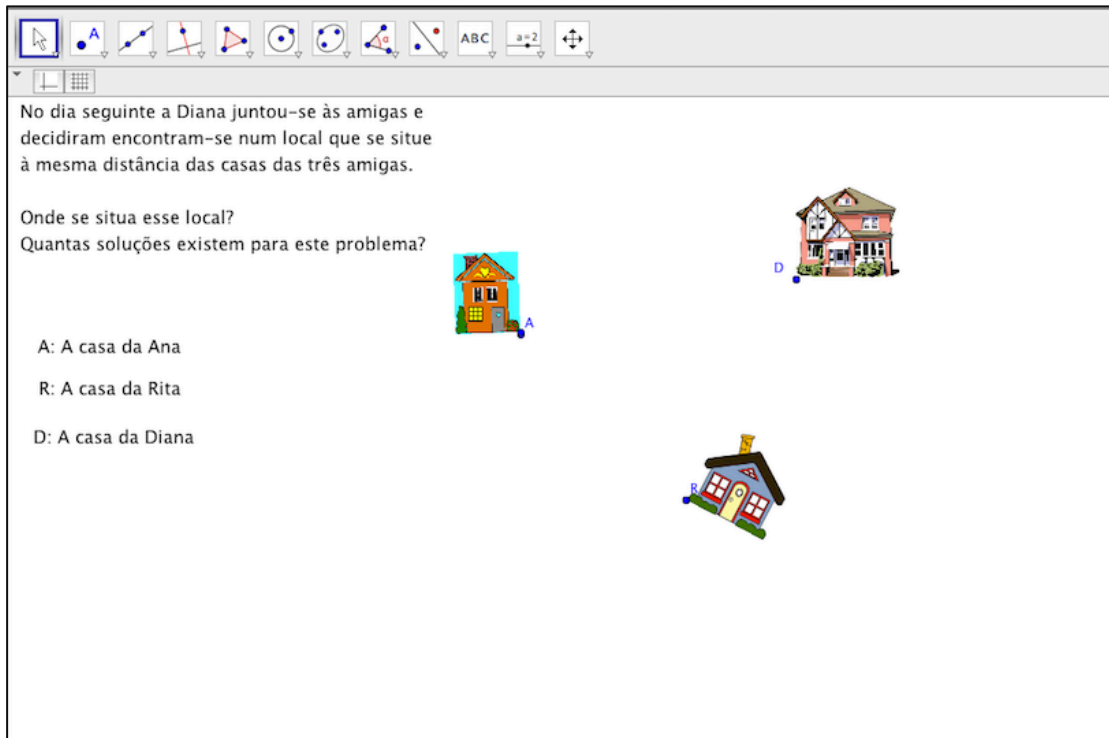 A
ABC
a=2
No dia seguinte a Diana juntou-se às amigas e
decidiram encontram-se num local que se situe
à mesma distância das casas das três amigas.
Onde se situa esse local?
Quantas soluções existem para este problema?
D
A
A: A casa da Ana
R: A casa da Rita
D: A casa da Diana
R